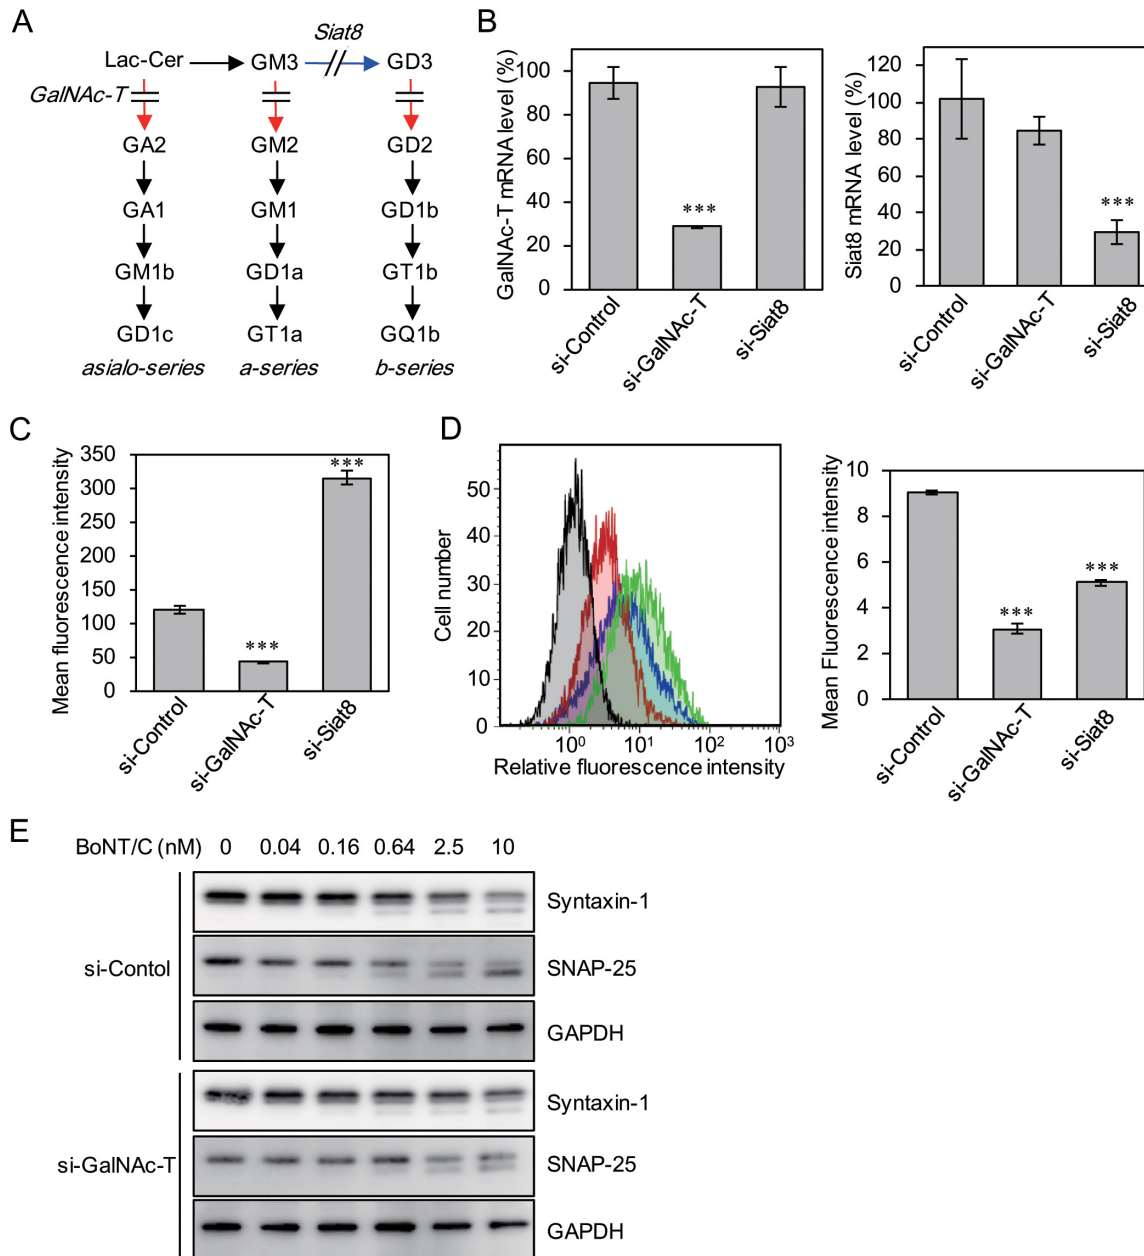 A
Siat8
Lac-Cer GM3 GD3
GalNAc-T
GA2 GM2 GD2
GA1 GM1 GD1b
GM1b GD1a GT1b
GD1c GT1a GQ1b
asialo-series a-series b-series
B
GalNAc-T mRNA level (%)
100
80
60
40
20
0
***
si-Control
si-GalNAc-T
si-Siat8
Siat8 mRNA level (%)
120
100
80
60
40
20
0
***
si-Control
si-GalNAc-T
si-Siat8
C
Mean fluorescence intensity
350
300
250
200
150
100
50
0
***
***
si-Control
si-GalNAc-T
si-Siat8
D
Cell number
50
40
30
20
10
0
10⁰ 10¹ 10² 10³
Relative fluorescence intensity
Mean Fluorescence intensity
10
8
6
4
2
0
***
***
si-Control
si-GalNAc-T
si-Siat8
E
BoNT/C (nM) 0 0.04 0.16 0.64 2.5 10
si-Contol
Syntaxin-1
SNAP-25
GAPDH
si-GalNAc-T
Syntaxin-1
SNAP-25
GAPDH